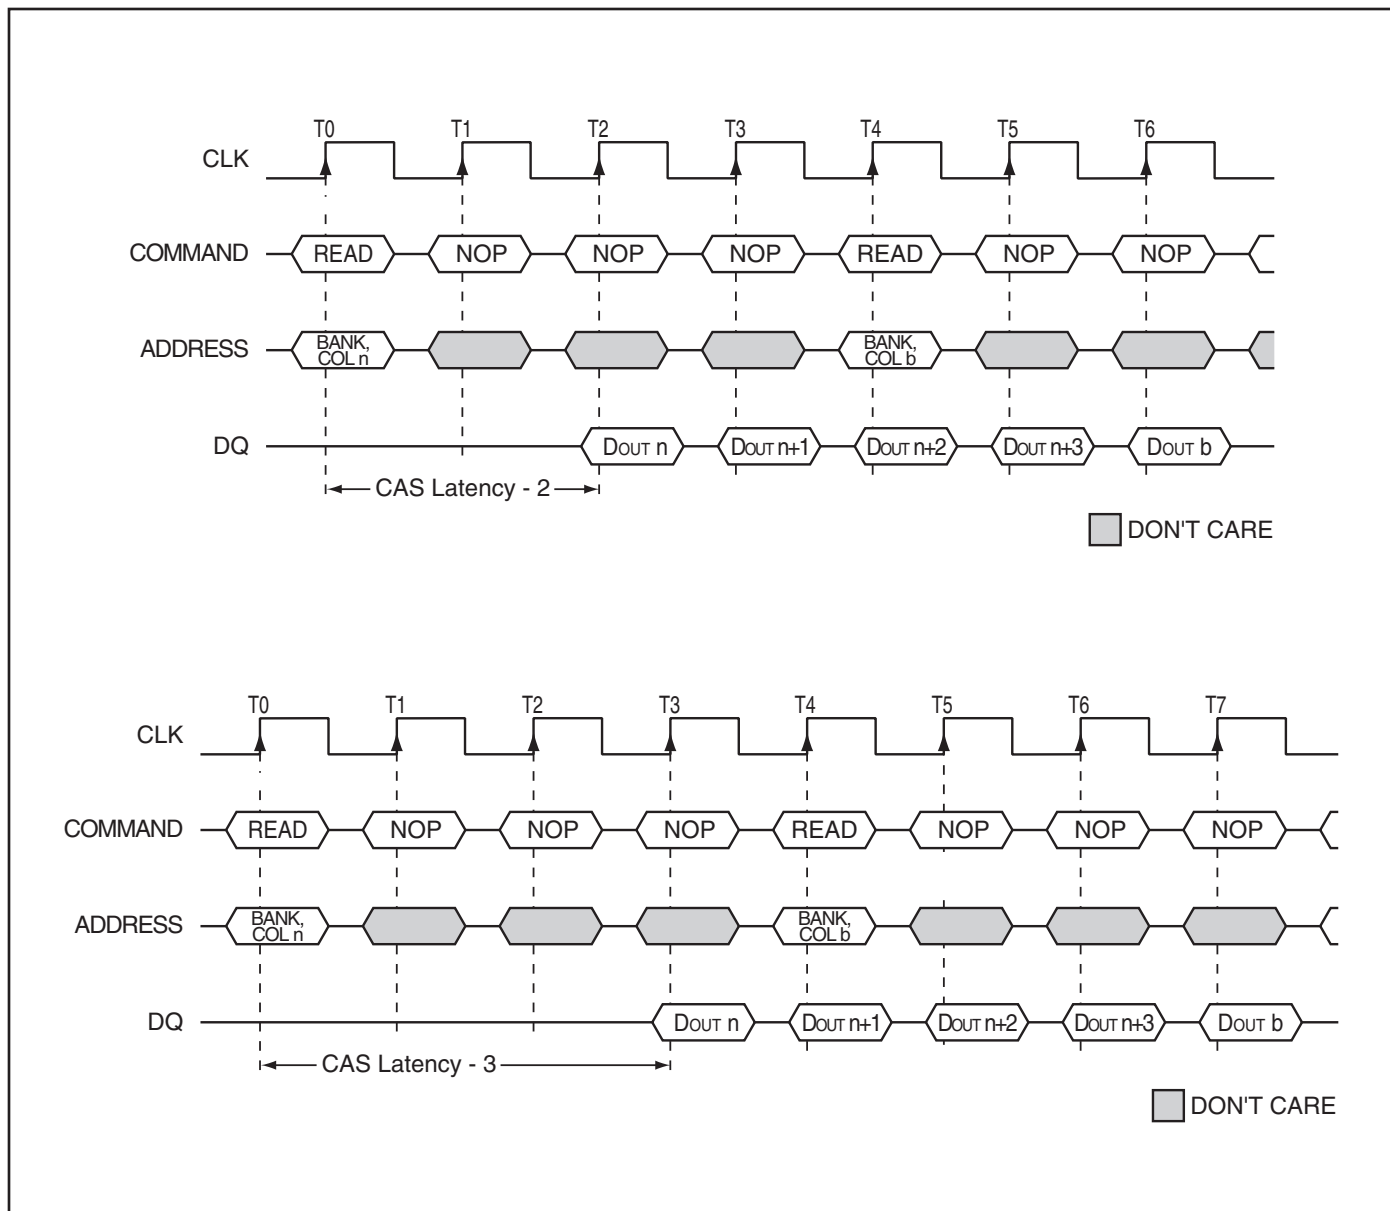 T0 T1 T2 T3 T4 T5 T6
CLK
COMMAND READ NOP NOP NOP READ NOP NOP
ADDRESS BANK, COL n BANK, COL b
DQ DOUT n DOUT n+1 DOUT n+2 DOUT n+3 DOUT b
CAS Latency - 2
DON'T CARE
T0 T1 T2 T3 T4 T5 T6 T7
CLK
COMMAND READ NOP NOP NOP READ NOP NOP NOP
ADDRESS BANK, COL n BANK, COL b
DQ DOUT n DOUT n+1 DOUT n+2 DOUT n+3 DOUT b
CAS Latency - 3
DON'T CARE